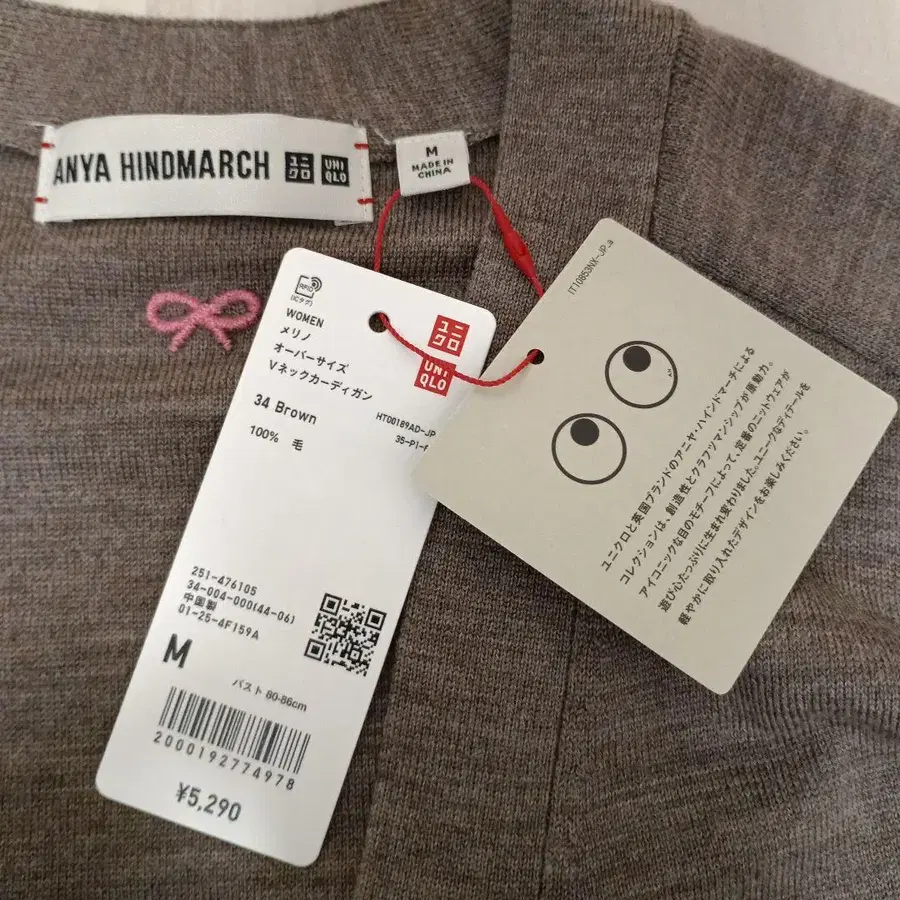 ANYA HINDMARCH ユニクロ UNIQLO
M
MADE IN
CHINA
RFID
(ICタグ)
WOMEN
メリノ
オーバーサイズ
Vネックカーディガン
ユニクロ
UNIQLO
34 Brown
HT00189AD-JP
100% 毛
251-476105
34-004-000(44-06)
中国製
01-25-4F159A
M
バスト 80-86cm
2000192774978
¥5,290
IT10853NX-JP_a
ユニクロと英国ブランドのアニヤ・ハインドマーチによる
コレクションは、創造性とクラフツマンシップが原動力。
アイコニックな目のモチーフによって、定番のニットウェアが
遊び心たっぷりに生まれ変わりました。ユニークなディテールを
軽やかに取り入れたデザインをお楽しみください。